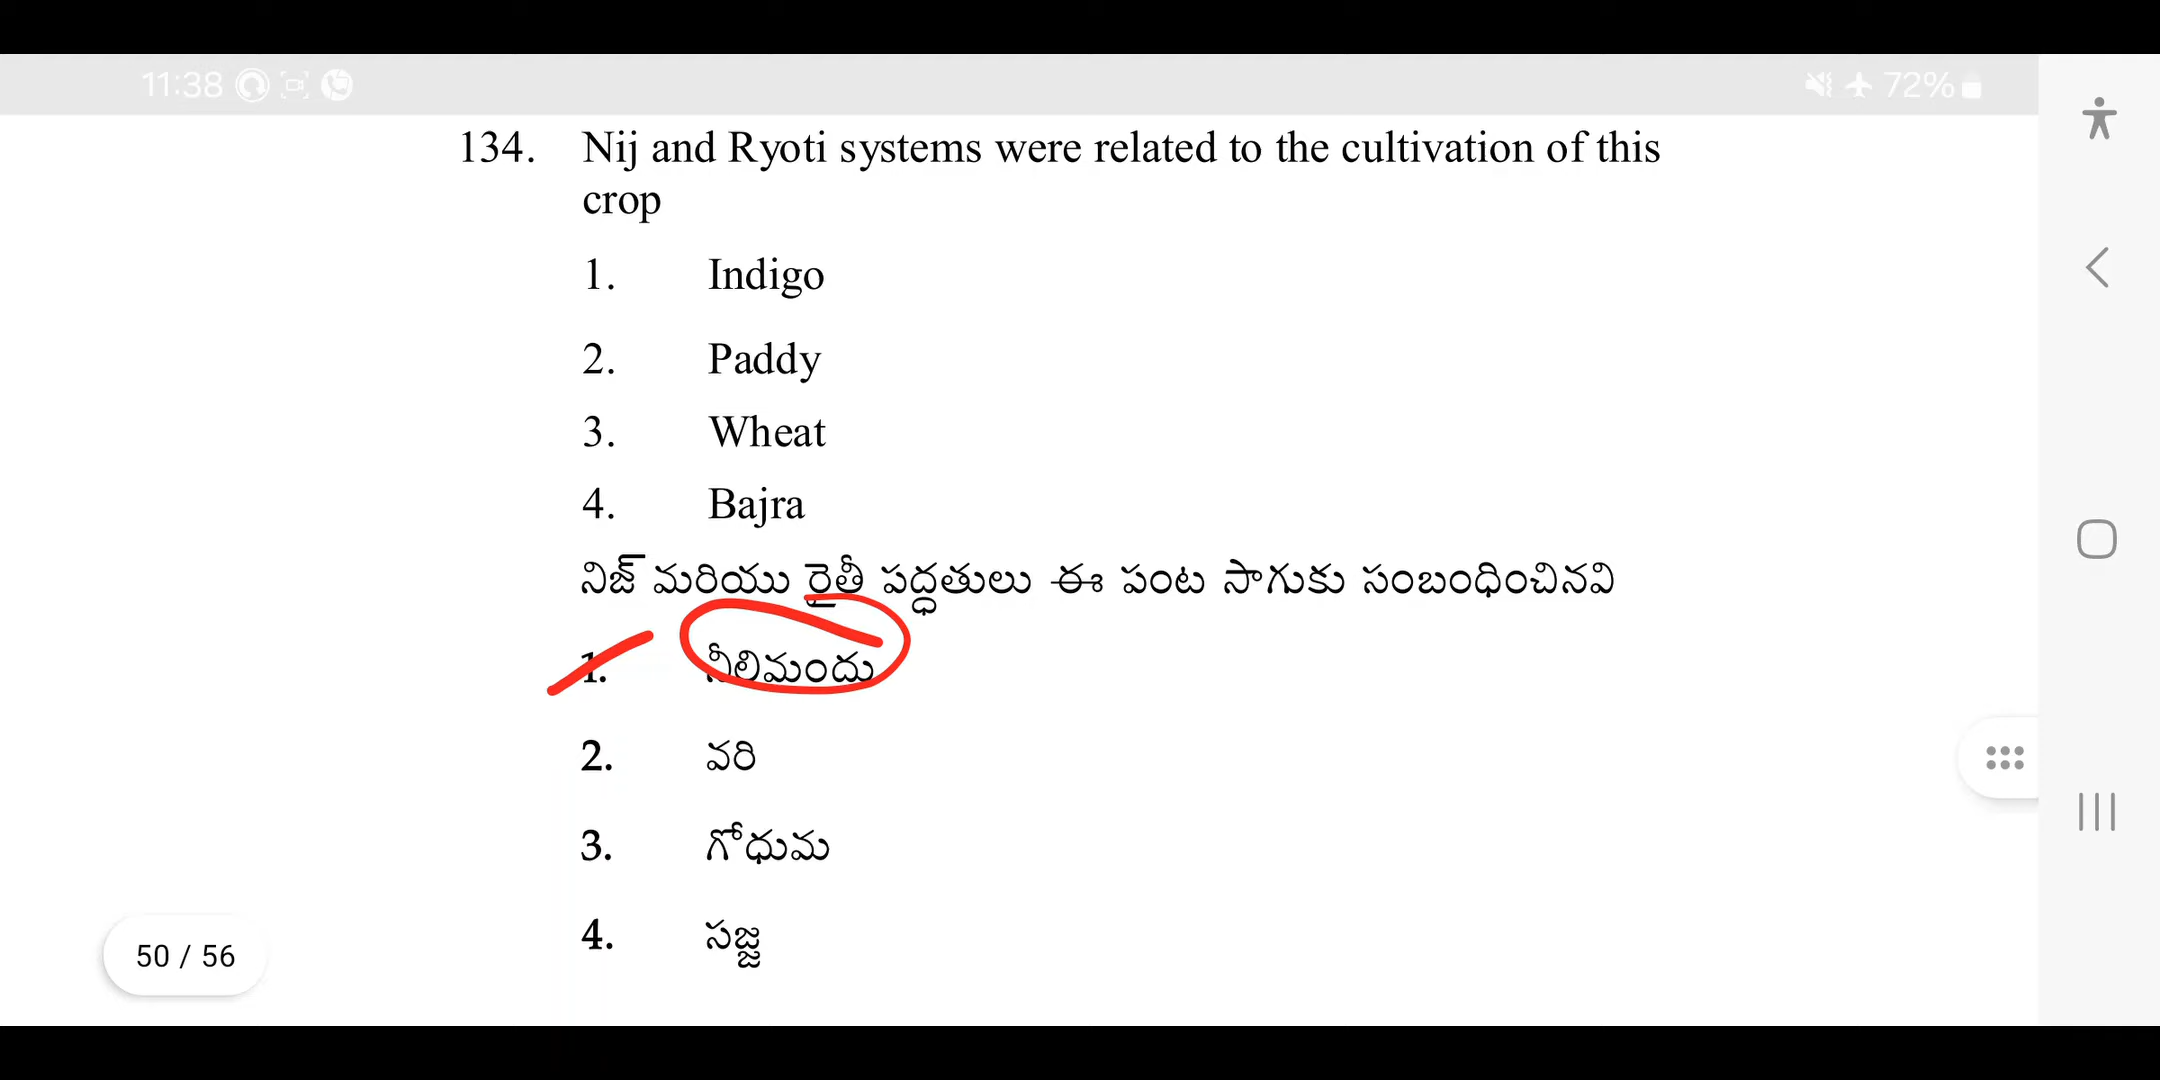 11:38
72%
134. Nij and Ryoti systems were related to the cultivation of this
crop
1. Indigo
2. Paddy
3. Wheat
4. Bajra
నిజ్ మరియు రైతీ పద్ధతులు ఈ పంట సాగుకు సంబంధించినవి
1. నీలిమందు
2. వరి
3. గోధుమ
4. సజ్జ
50 / 56